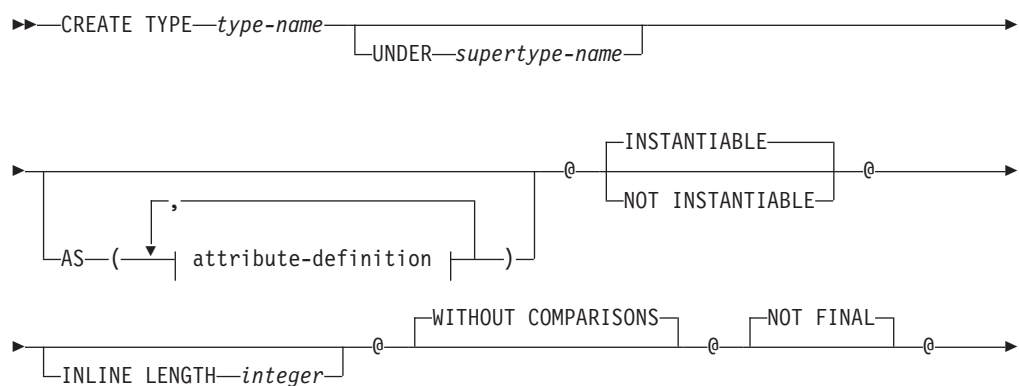 CREATE TYPE type-name
UNDER supertype-name
AS ( attribute-definition )
,
@ INSTANTIABLE @
NOT INSTANTIABLE
INLINE LENGTH integer
@ WITHOUT COMPARISONS @ NOT FINAL @